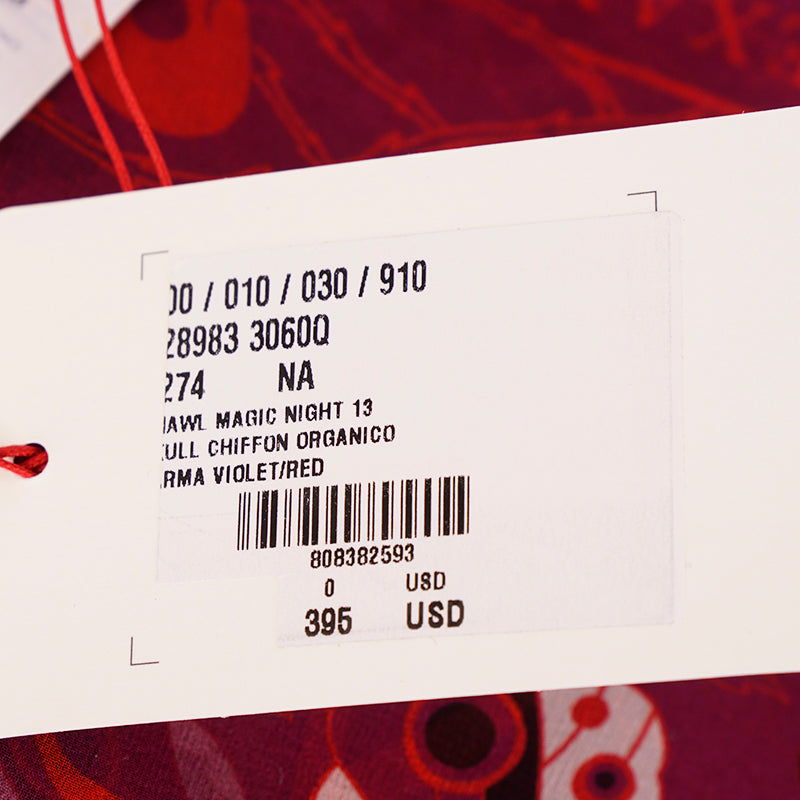 00 / 010 / 030 / 910
28983 3060Q
274 NA
HAWL MAGIC NIGHT 13
KULL CHIFFON ORGANICO
ARMA VIOLET/RED
808382593
0 USD
395 USD